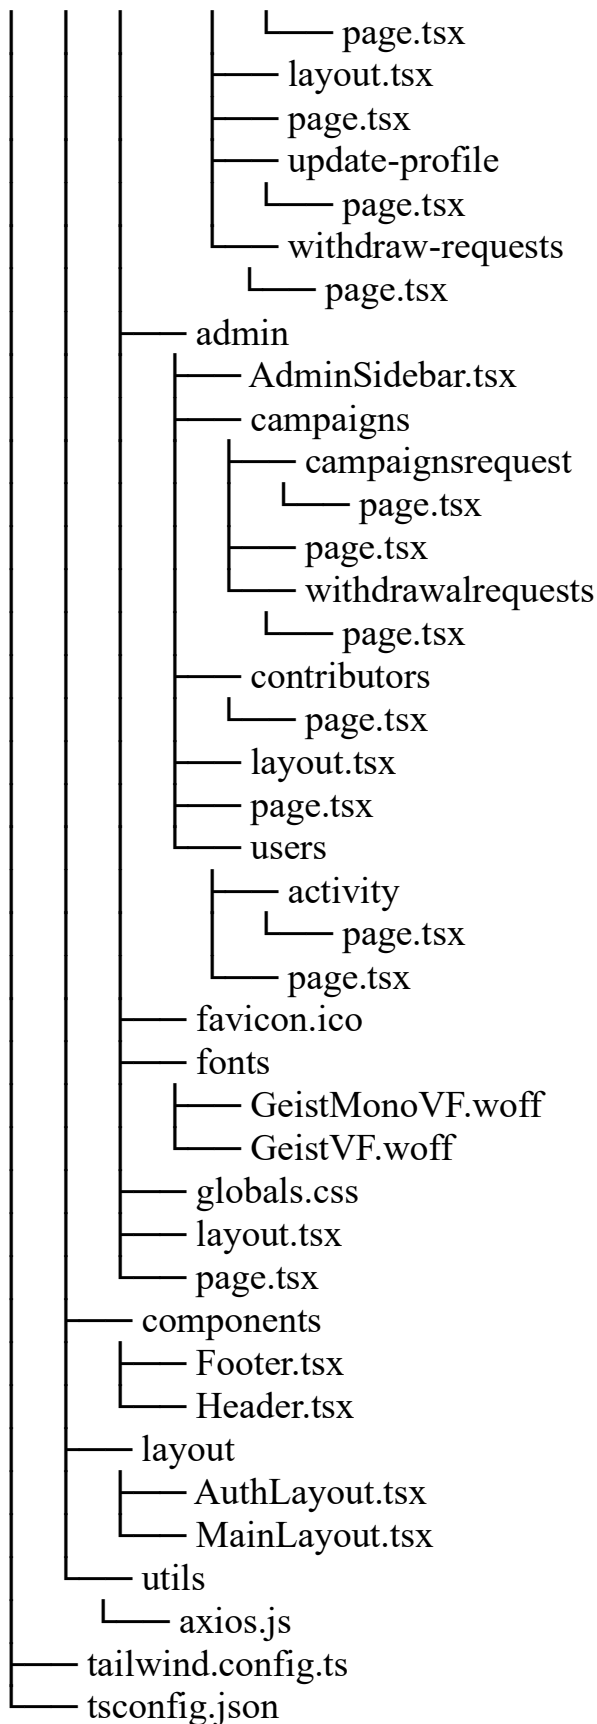 page.tsx
layout.tsx
page.tsx
update-profile
page.tsx
withdraw-requests
page.tsx
admin
AdminSidebar.tsx
campaigns
campaignsrequest
page.tsx
page.tsx
withdrawalrequests
page.tsx
contributors
page.tsx
layout.tsx
page.tsx
users
activity
page.tsx
page.tsx
favicon.ico
fonts
GeistMonoVF.woff
GeistVF.woff
globals.css
layout.tsx
page.tsx
components
Footer.tsx
Header.tsx
layout
AuthLayout.tsx
MainLayout.tsx
utils
axios.js
tailwind.config.ts
tsconfig.json